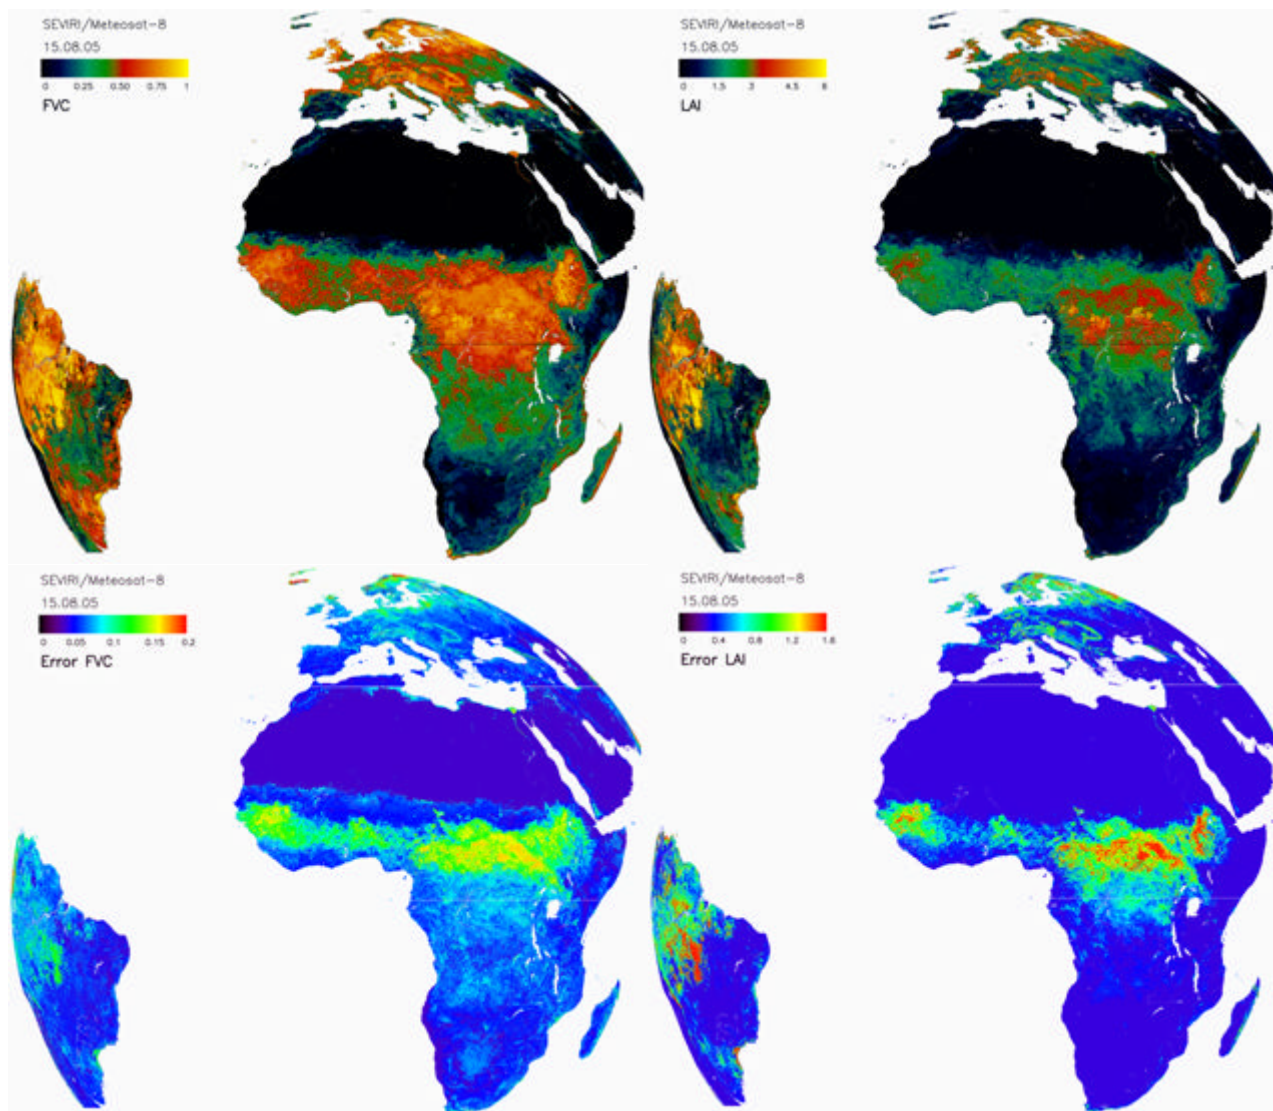 SEVIRI/Meteosat-8
15.08.05
0 0.25 0.50 0.75 1
FVC
SEVIRI/Meteosat-8
15.08.05
0 1.5 3 4.5 6
LAI
SEVIRI/Meteosat-8
15.08.05
0 0.05 0.1 0.15 0.2
Error FVC
SEVIRI/Meteosat-8
15.08.05
0 0.4 0.8 1.2 1.6
Error LAI